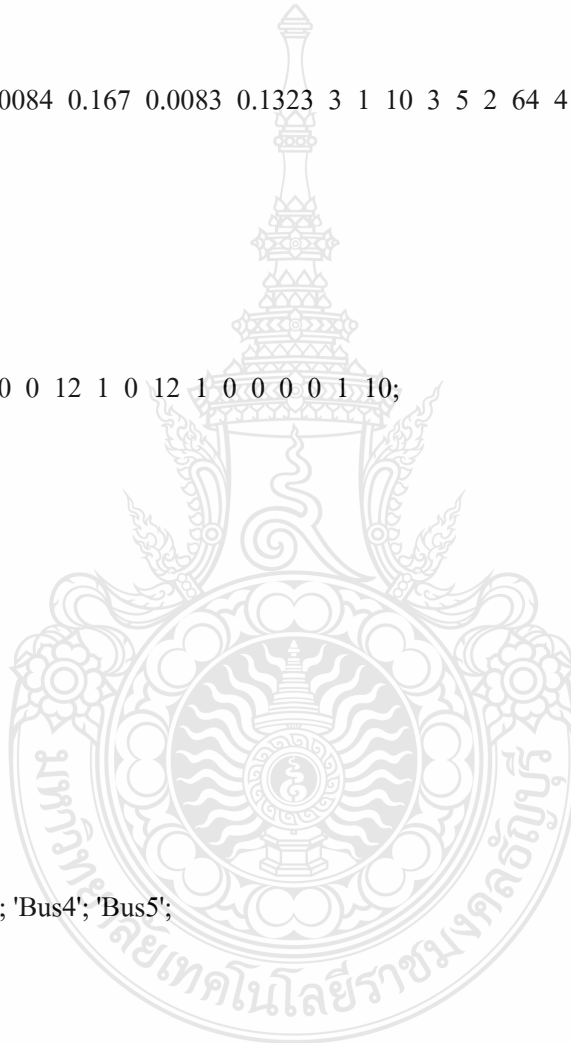 0084 0.167 0.0083 0.1323 3 1 10 3 5 2 64 4
0 0 12 1 0 12 1 0 0 0 0 1 10;
; 'Bus4'; 'Bus5';
มหาวิทยาลัยเทคโนโลยีราชมงคลธัญบุรี